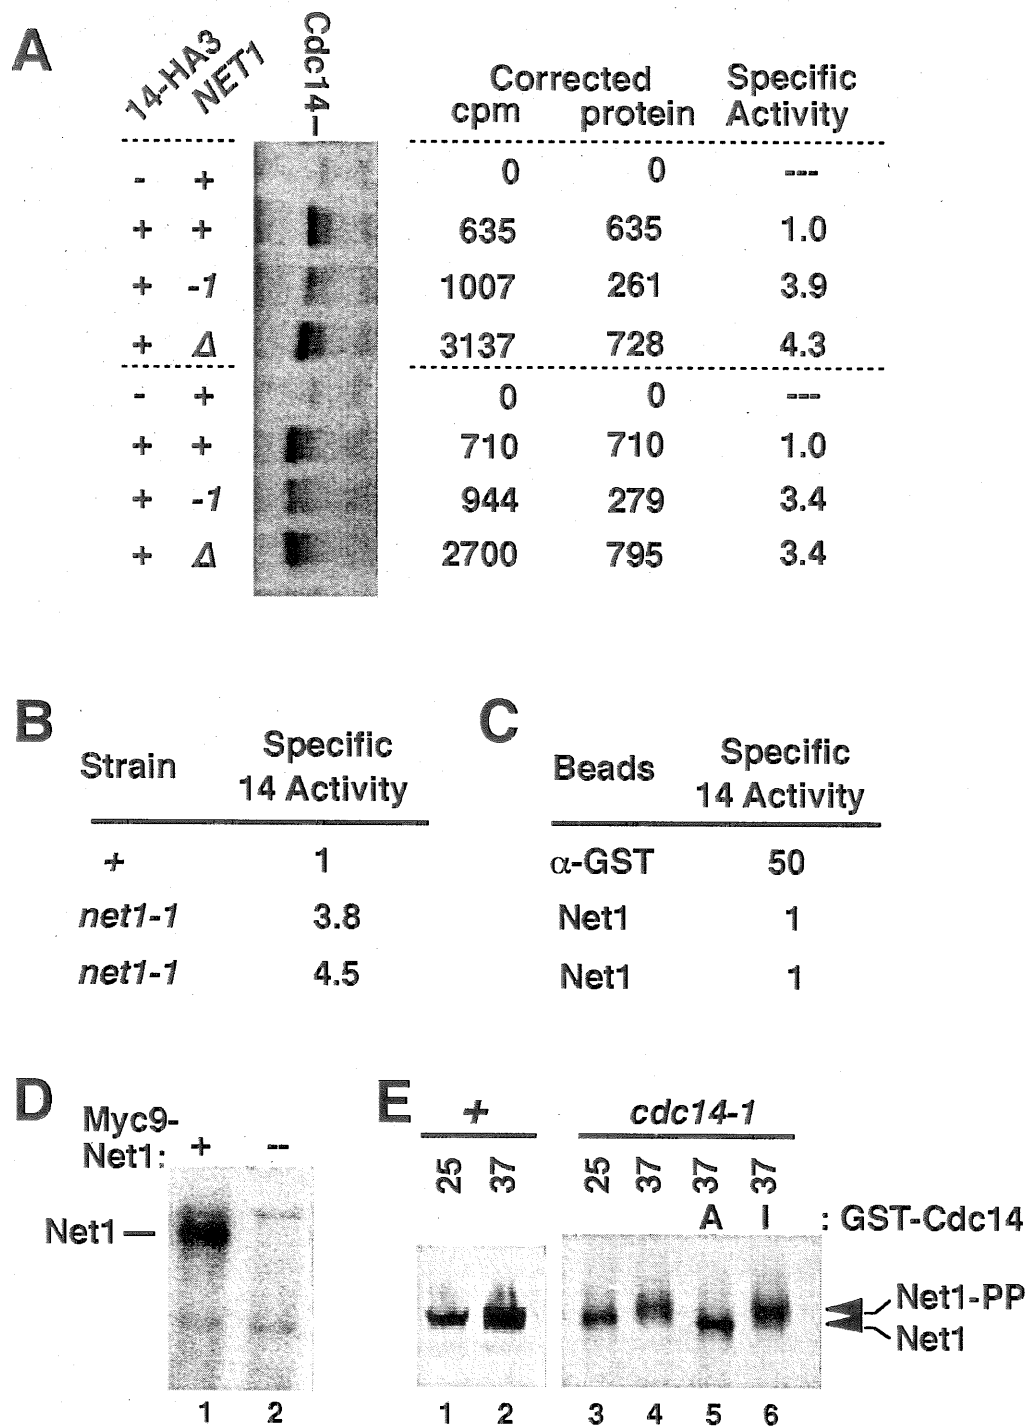 A
14-HA3
NET1
Cdc14
Corrected
cpm protein
Specific
Activity
- + 0 0 ---
+ + 635 635 1.0
+ -1 1007 261 3.9
+ Δ 3137 728 4.3
- + 0 0 ---
+ + 710 710 1.0
+ -1 944 279 3.4
+ Δ 2700 795 3.4
B
Strain
Specific
14 Activity
+ 1
net1-1 3.8
net1-1 4.5
C
Beads
Specific
14 Activity
α-GST 50
Net1 1
Net1 1
D
Myc9-
Net1: + --
Net1
1 2
E
+ cdc14-1
25 37 25 37 37 37
A I : GST-Cdc14
Net1-PP
Net1
1 2 3 4 5 6